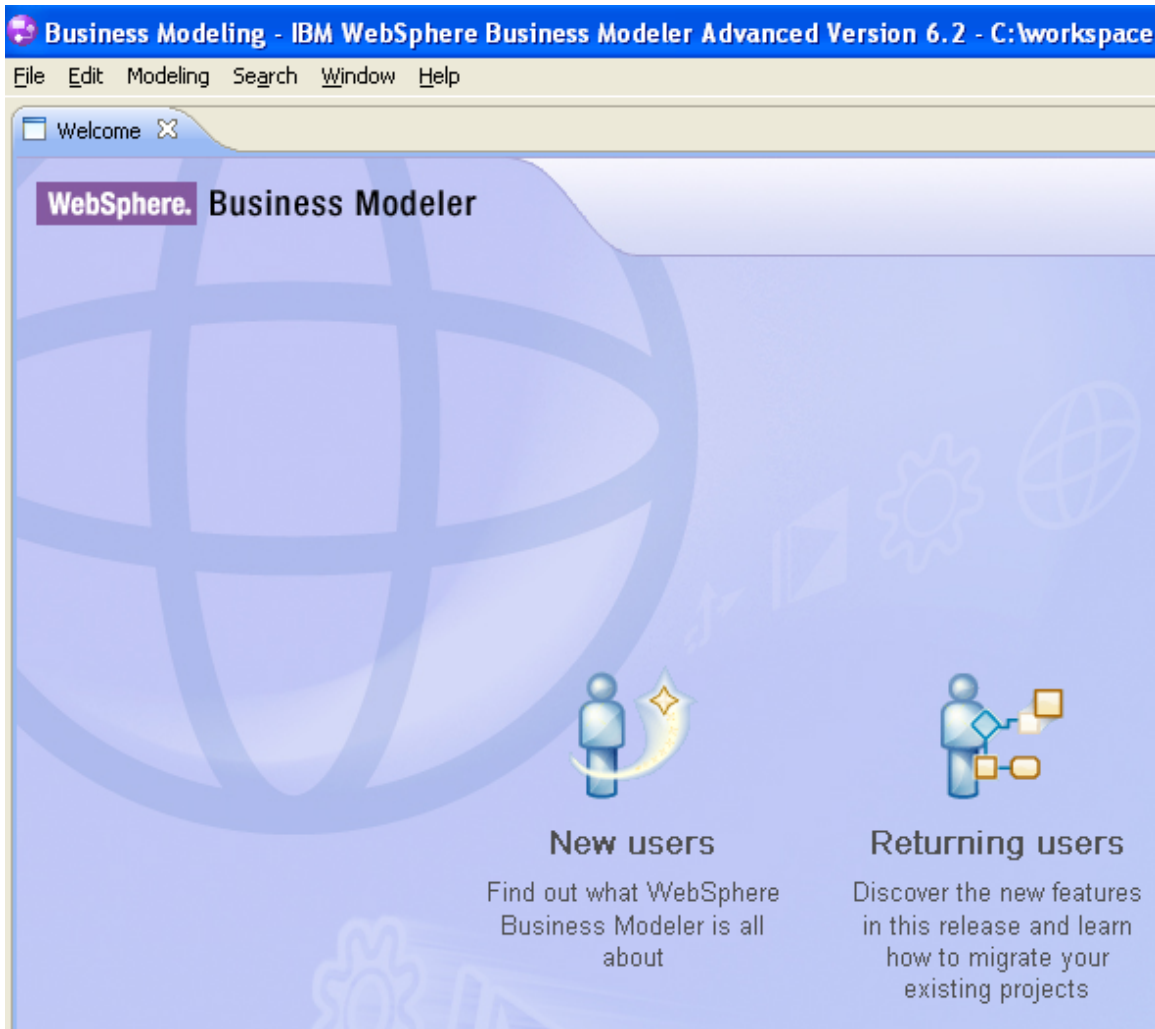 Business Modeling - IBM WebSphere Business Modeler Advanced Version 6.2 - C:\workspace
File Edit Modeling Search Window Help
Welcome
WebSphere. Business Modeler
New users
Find out what WebSphere
Business Modeler is all
about
Returning users
Discover the new features
in this release and learn
how to migrate your
existing projects